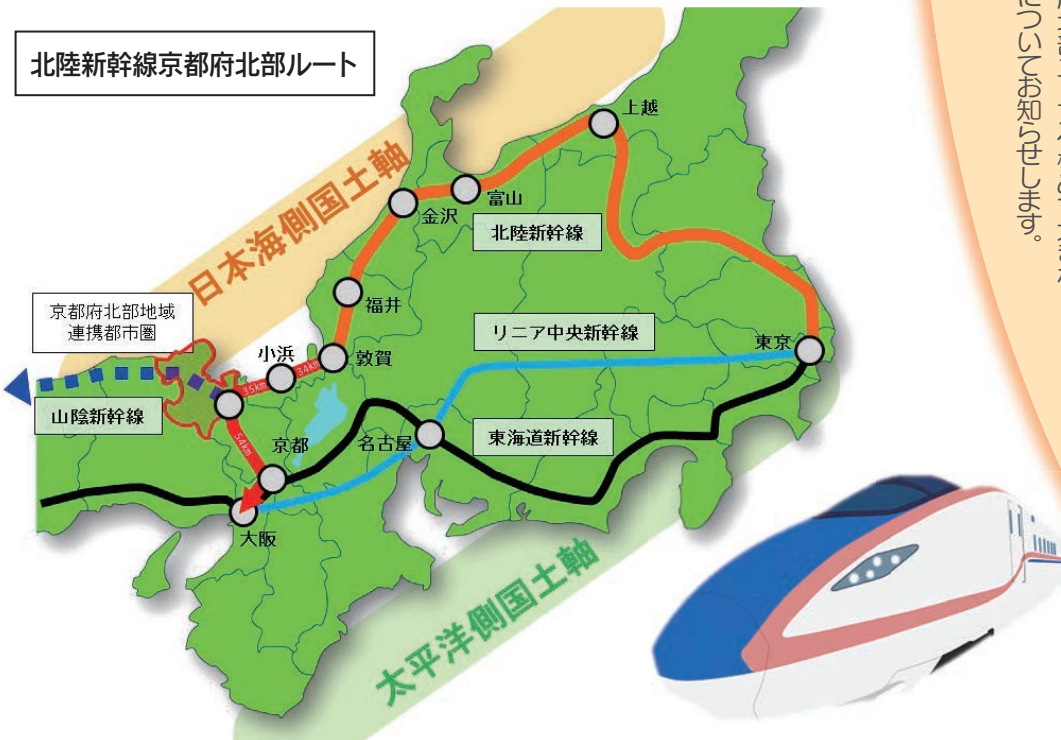 北陸新幹線京都府北部ルート
についてお知らせします。
日本海側国土軸
上越
富山
金沢
北陸新幹線
福井
京都府北部地域
連携都市圏
小浜
敦賀
リニア中央新幹線
東京
35km
34km
山陰新幹線
54km
京都
名古屋
東海道新幹線
大阪
太平洋側国土軸